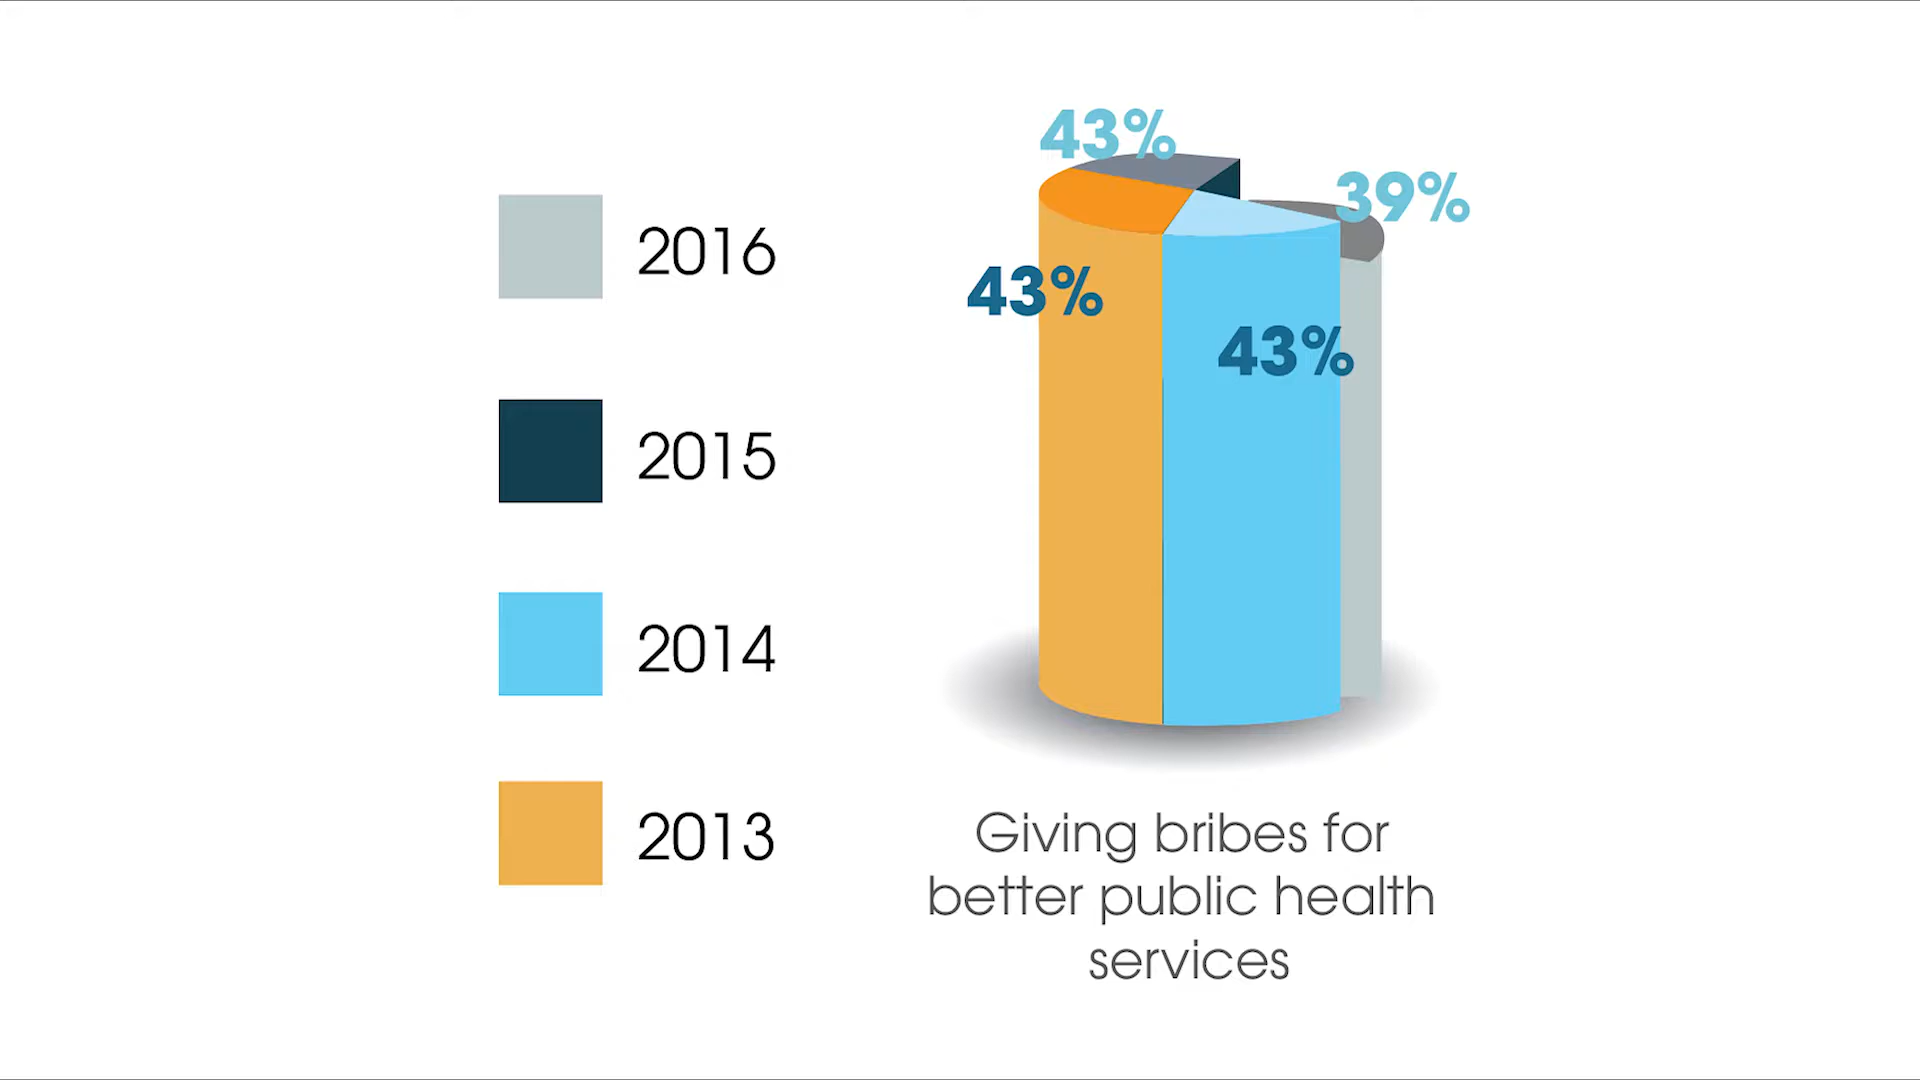 2016
2015
2014
2013
43%
39%
43%
43%
Giving bribes for
better public health
services